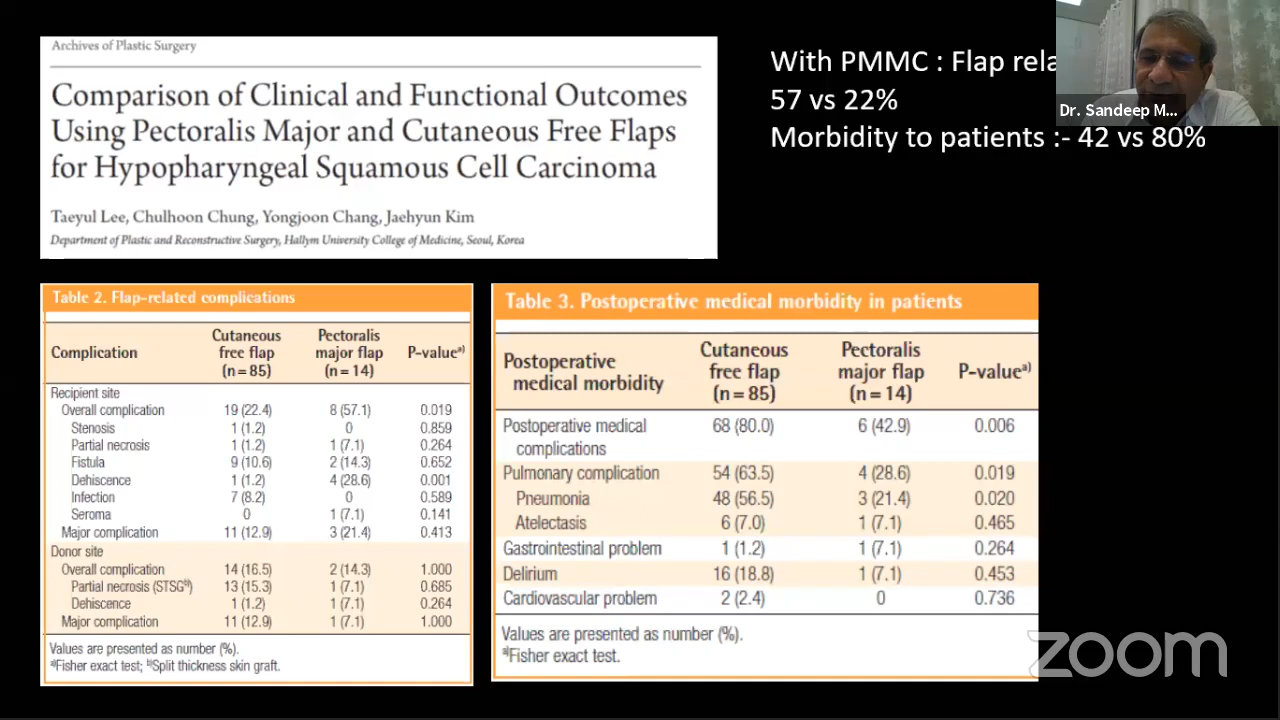 Archives of Plastic Surgery
Comparison of Clinical and Functional Outcomes
Using Pectoralis Major and Cutaneous Free Flaps
for Hypopharyngeal Squamous Cell Carcinoma
Taeyul Lee, Chulhoon Chung, Yongjoon Chang, Jaehyun Kim
Department of Plastic and Reconstructive Surgery, Hallym University College of Medicine, Seoul, Korea
With PMMC : Flap
57 vs 22%
Morbidity to patients :- 42 vs 80%
Dr. Sandeep M...
Table 2. Flap-related complications
Complication Cutaneous free flap (n=85) Pectoralis major flap (n=14) P-valueᵃ⁾
Recipient site
Overall complication 19 (22.4) 8 (57.1) 0.019
Stenosis 1 (1.2) 0 0.859
Partial necrosis 1 (1.2) 1 (7.1) 0.264
Fistula 9 (10.6) 2 (14.3) 0.652
Dehiscence 1 (1.2) 4 (28.6) 0.001
Infection 7 (8.2) 0 0.589
Seroma 0 1 (7.1) 0.141
Major complication 11 (12.9) 3 (21.4) 0.413
Donor site
Overall complication 14 (16.5) 2 (14.3) 1.000
Partial necrosis (STSGᵇ⁾) 13 (15.3) 1 (7.1) 0.685
Dehiscence 1 (1.2) 1 (7.1) 0.264
Major complication 11 (12.9) 1 (7.1) 1.000
Values are presented as number (%).
ᵃ⁾Fisher exact test; ᵇ⁾Split thickness skin graft.
Table 3. Postoperative medical morbidity in patients
Postoperative medical morbidity Cutaneous free flap (n=85) Pectoralis major flap (n=14) P-valueᵃ⁾
Postoperative medical complications 68 (80.0) 6 (42.9) 0.006
Pulmonary complication 54 (63.5) 4 (28.6) 0.019
Pneumonia 48 (56.5) 3 (21.4) 0.020
Atelectasis 6 (7.0) 1 (7.1) 0.465
Gastrointestinal problem 1 (1.2) 1 (7.1) 0.264
Delirium 16 (18.8) 1 (7.1) 0.453
Cardiovascular problem 2 (2.4) 0 0.736
Values are presented as number (%).
ᵃ⁾Fisher exact test.
zoom